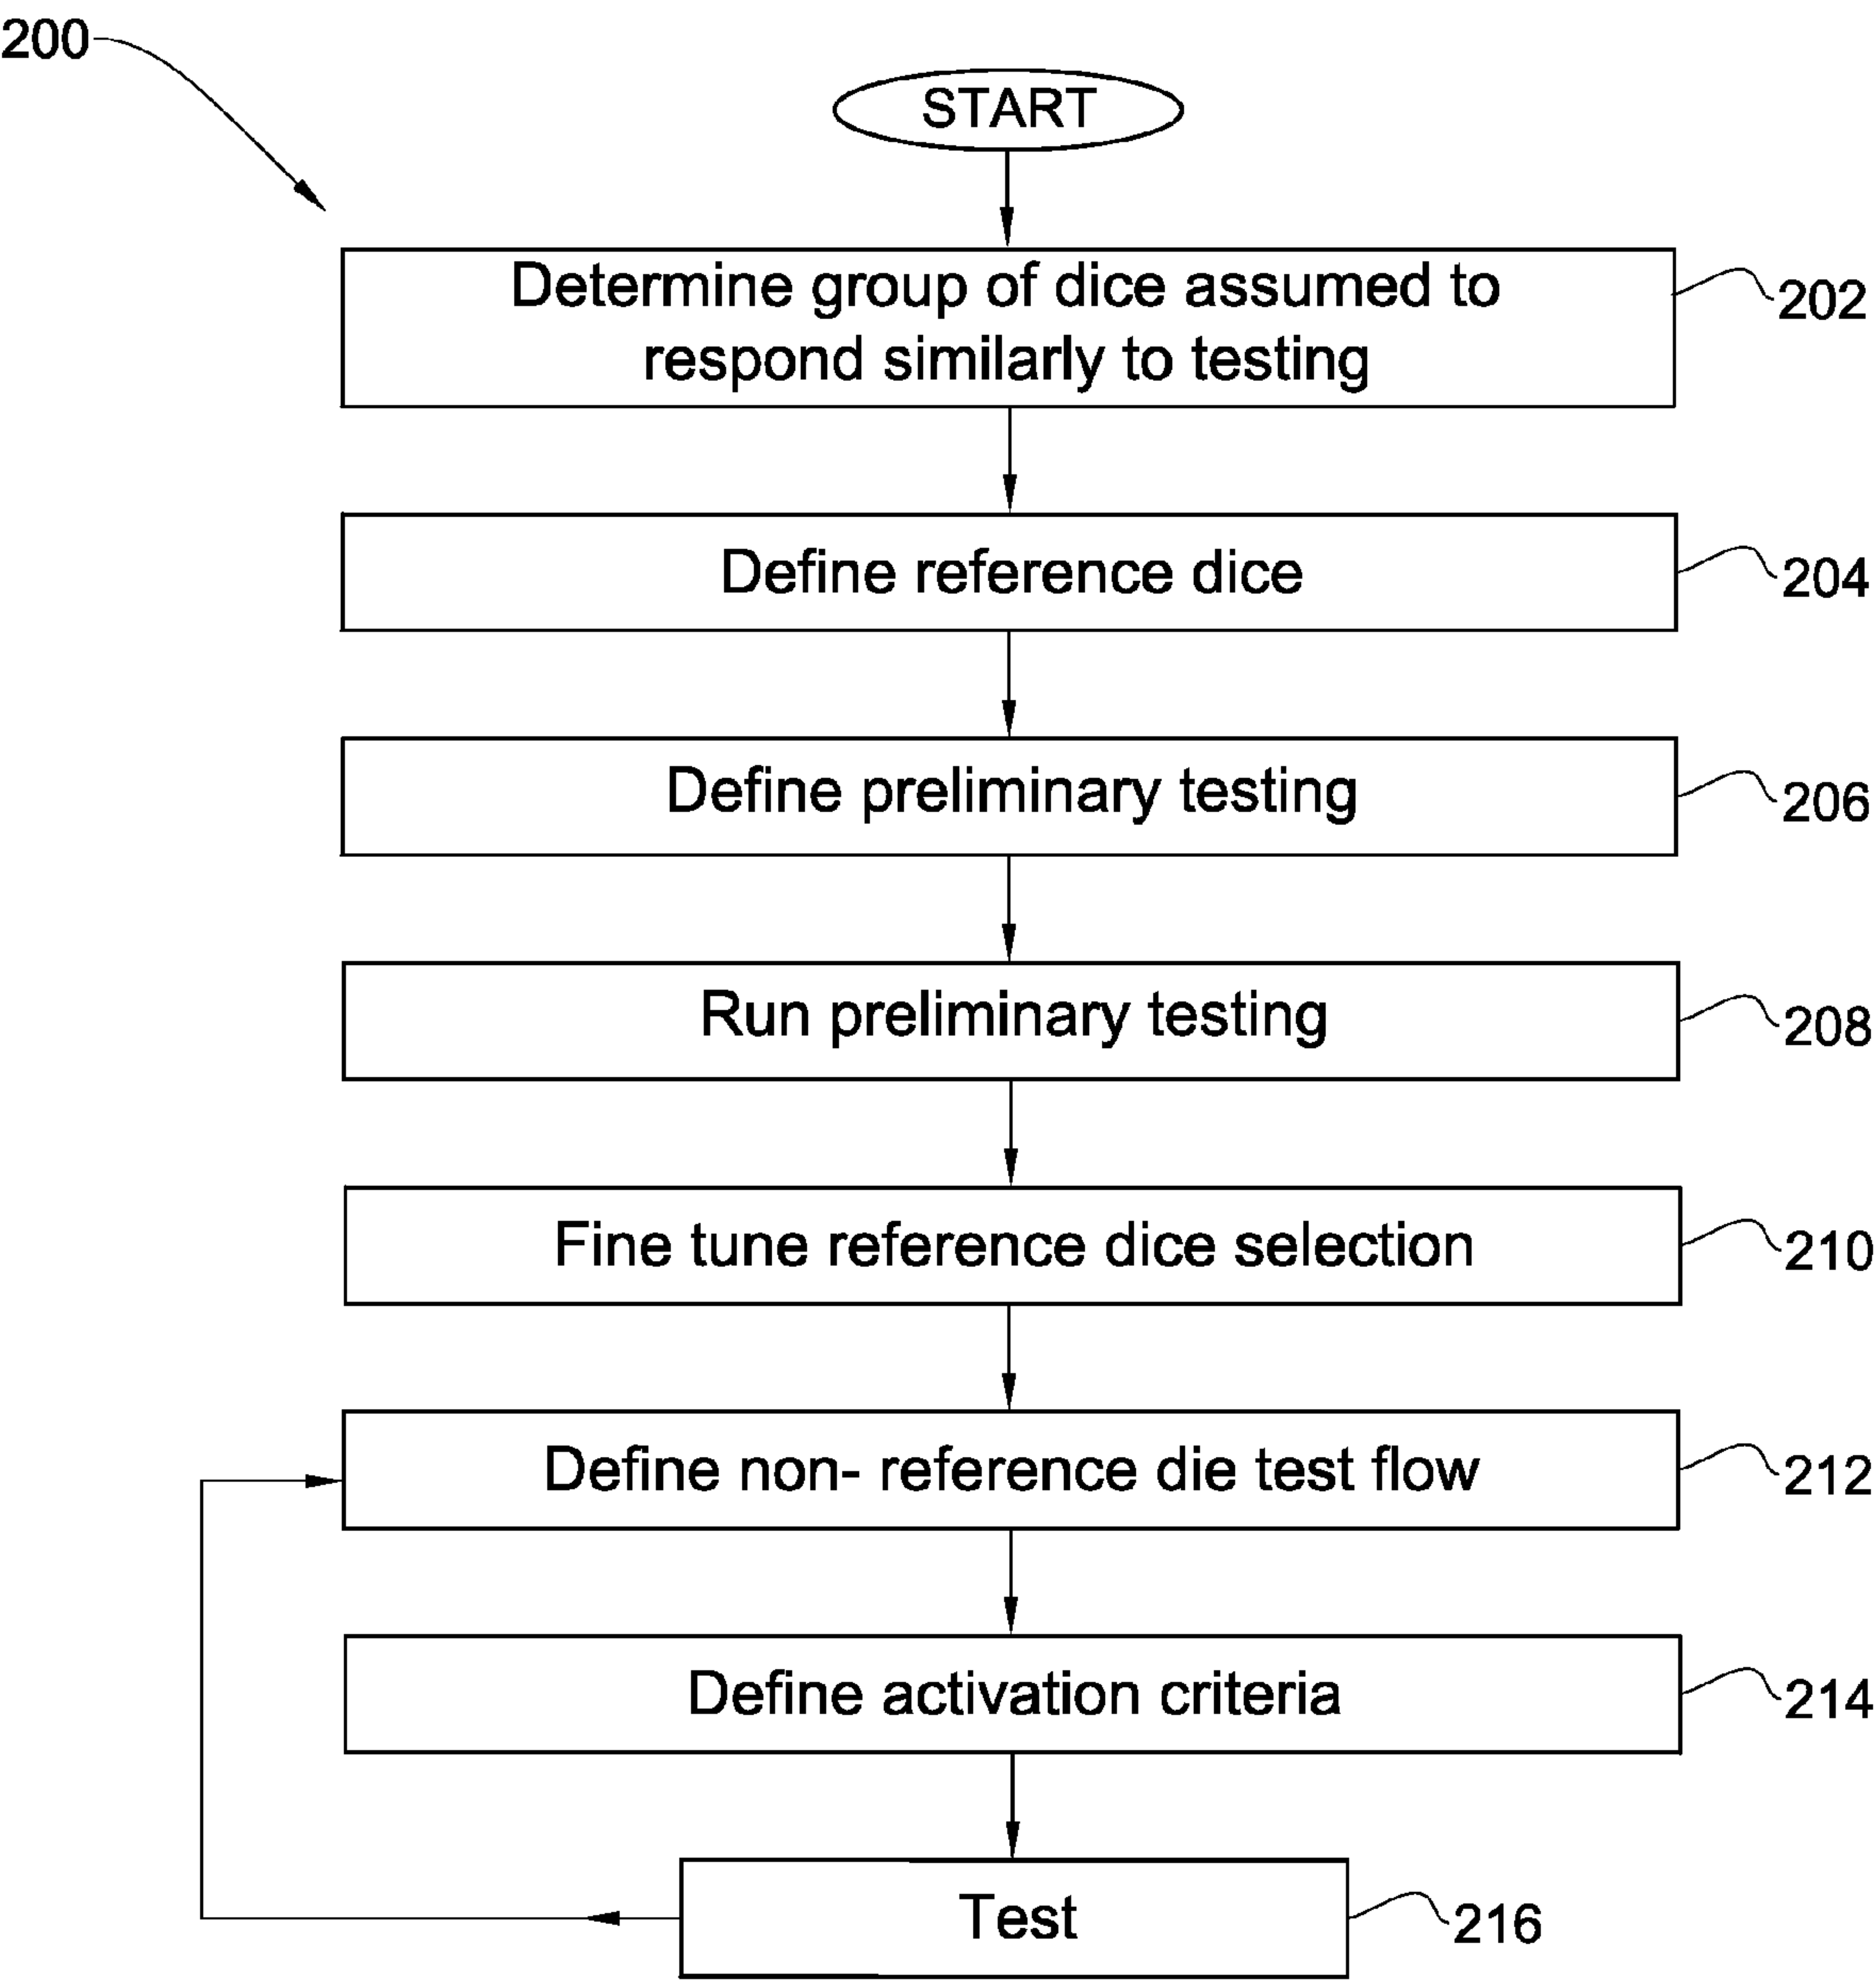 200
START
Determine group of dice assumed to
respond similarly to testing
202
Define reference dice
204
Define preliminary testing
206
Run preliminary testing
208
Fine tune reference dice selection
210
Define non- reference die test flow
212
Define activation criteria
214
Test
216